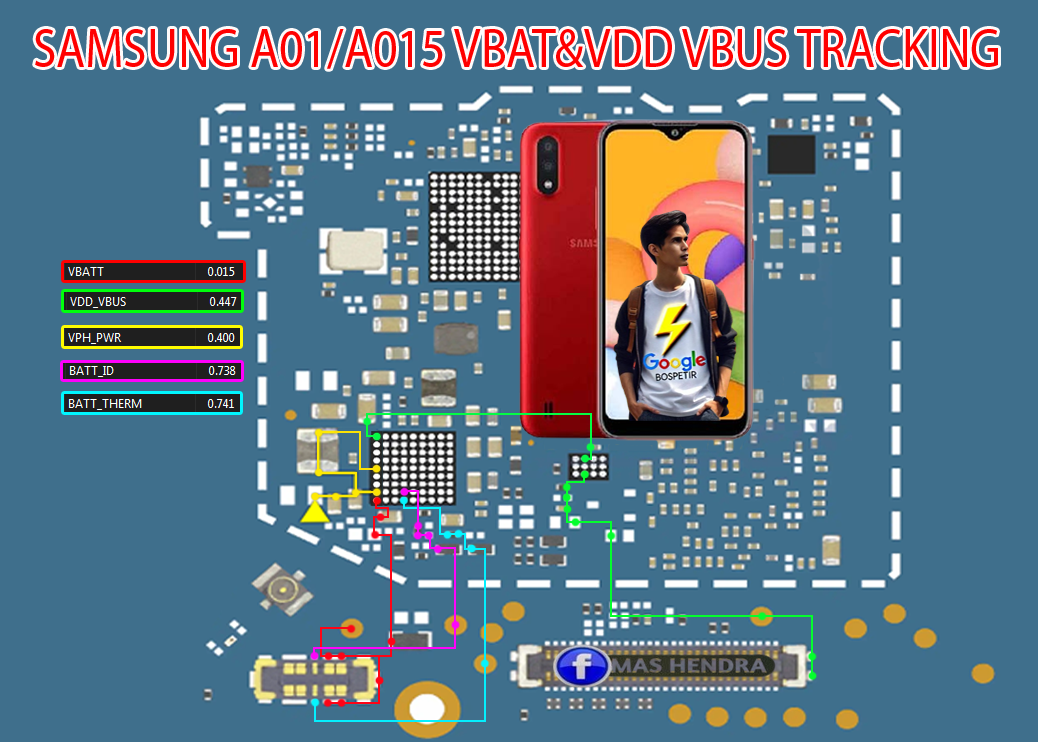 SAMSUNG A01/A015 VBAT&VDD VBUS TRACKING
SAMS
VBATT 0.015
VDD_VBUS 0.447
VPH_PWR 0.400
BATT_ID 0.738
BATT_THERM 0.741
Google
BOSPETIR
f MAS HENDRA